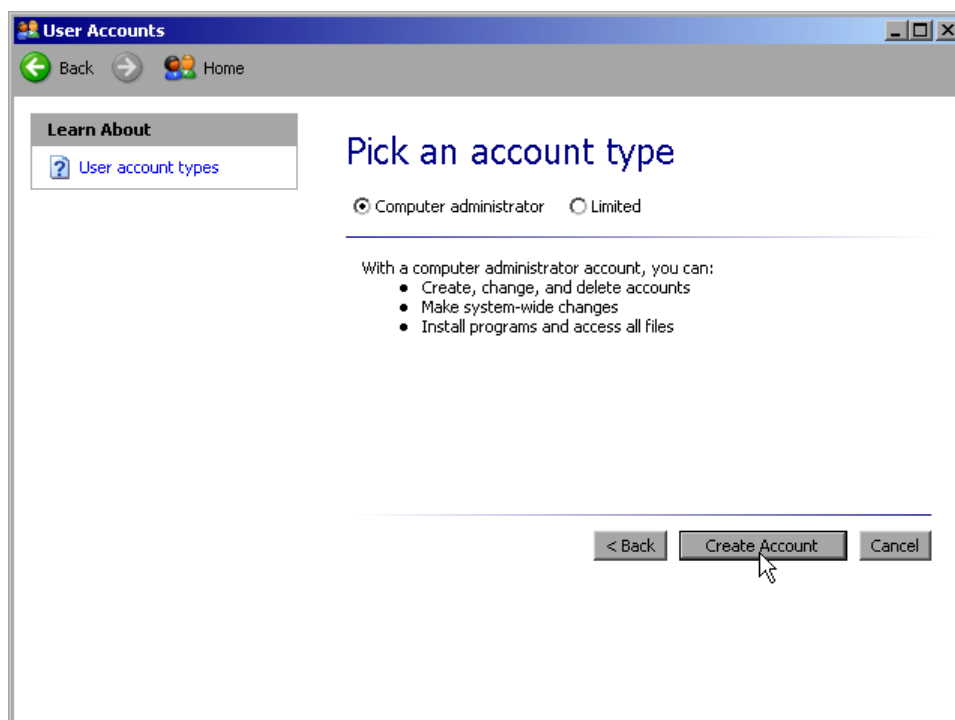 User Accounts
Back Home
Learn About
User account types
Pick an account type
Computer administrator Limited
With a computer administrator account, you can:
• Create, change, and delete accounts
• Make system-wide changes
• Install programs and access all files
< Back Create Account Cancel